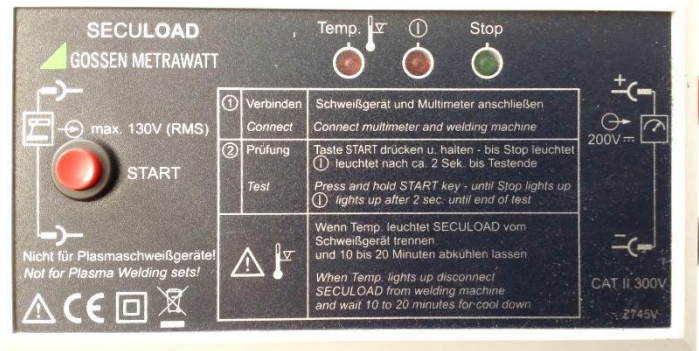 SECULOAD
GOSSEN METRAWATT
Temp.
Stop
max. 130V (RMS)
START
Nicht für Plasmaschweißgeräte!
Not for Plasma Welding sets!
CE
1 Verbinden Schweißgerät und Multimeter anschließen
Connect Connect multimeter and welding machine
2 Prüfung Taste START drücken u. halten - bis Stop leuchtet
leuchtet nach ca. 2 Sek. bis Testende
Test Press and hold START key - until Stop lights up
lights up after 2 sec. until end of test
Wenn Temp. leuchtet SECULOAD vom
Schweißgerät trennen
und 10 bis 20 Minuten abkühlen lassen
When Temp. lights up disconnect
SECULOAD from welding machine
and wait 10 to 20 minutes for cool down
+
200V
−
CAT II 300V
Z745V